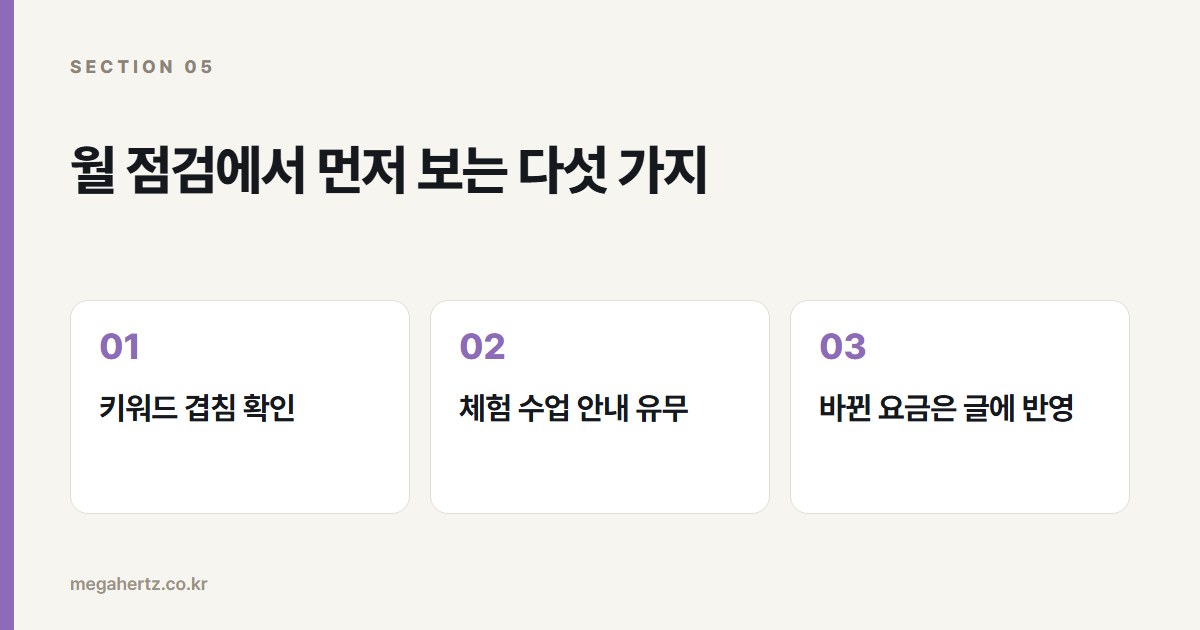 SECTION 05
월 점검에서 먼저 보는 다섯 가지
01
키워드 겹침 확인
02
체험 수업 안내 유무
03
바뀐 요금은 글에 반영
megahertz.co.kr